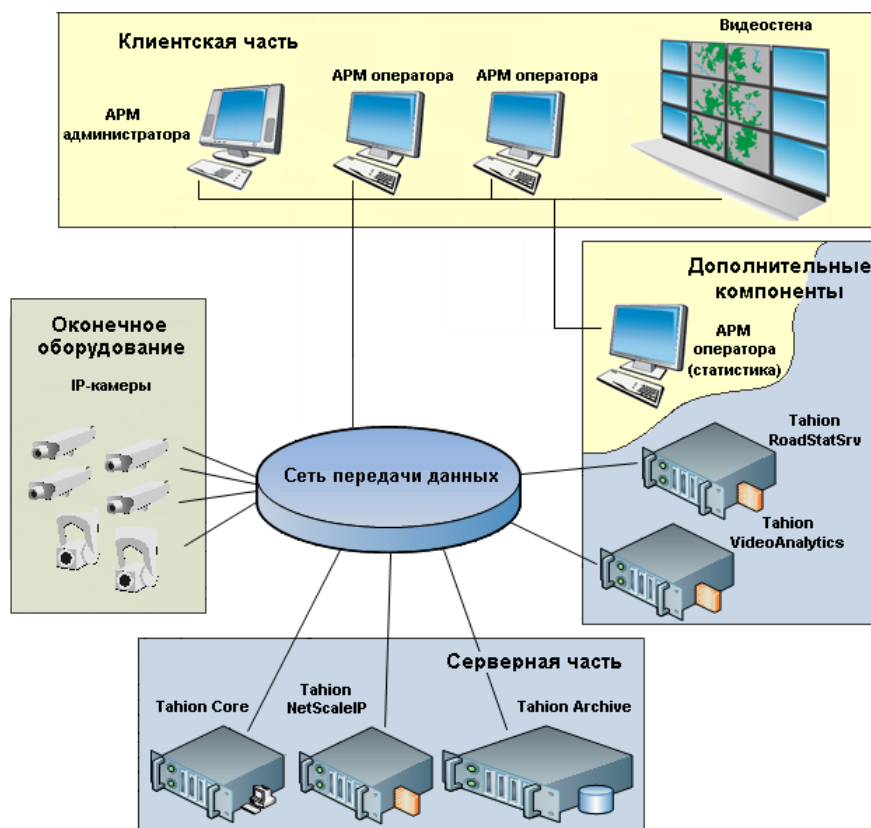 Клиентская часть
Видеостена
АРМ оператора
АРМ оператора
АРМ
администратора
Дополнительные
компоненты
АРМ
оператора
(статистика)
Оконечное
оборудование
IP-камеры
Tahion
RoadStatSrv
Сеть передачи данных
Tahion
VideoAnalytics
Серверная часть
Tahion Core
Tahion
NetScaleIP
Tahion Archive